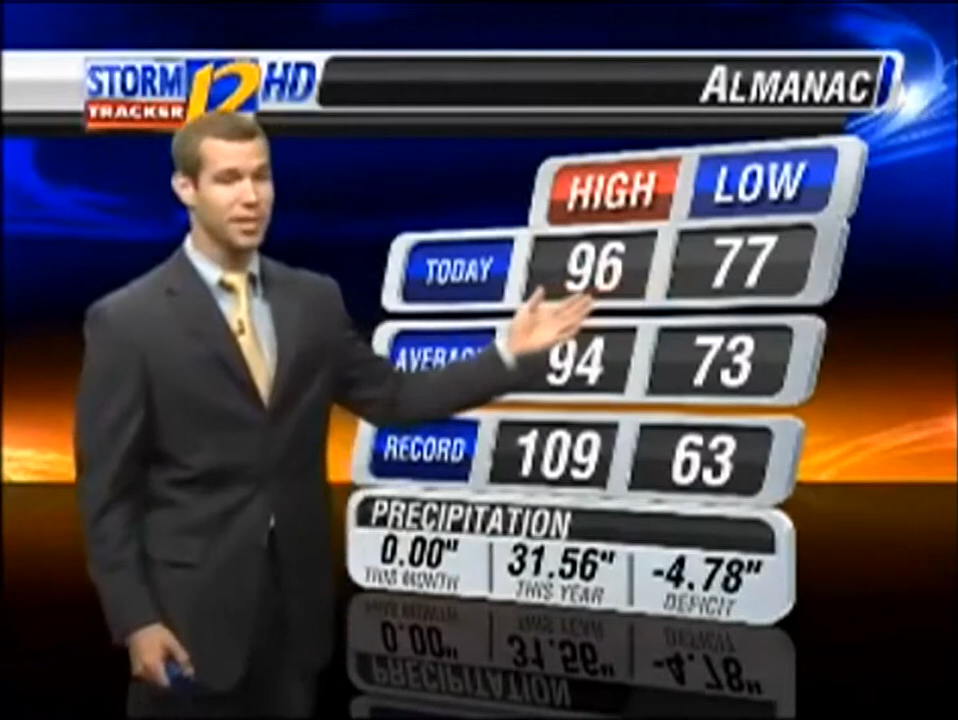 STORM 12 HD
TRACKER
ALMANAC
HIGH LOW
TODAY 96 77
AVERAGE 94 73
RECORD 109 63
PRECIPITATION
0.00" 31.56" -4.78"
THIS MONTH THIS YEAR DEFICIT